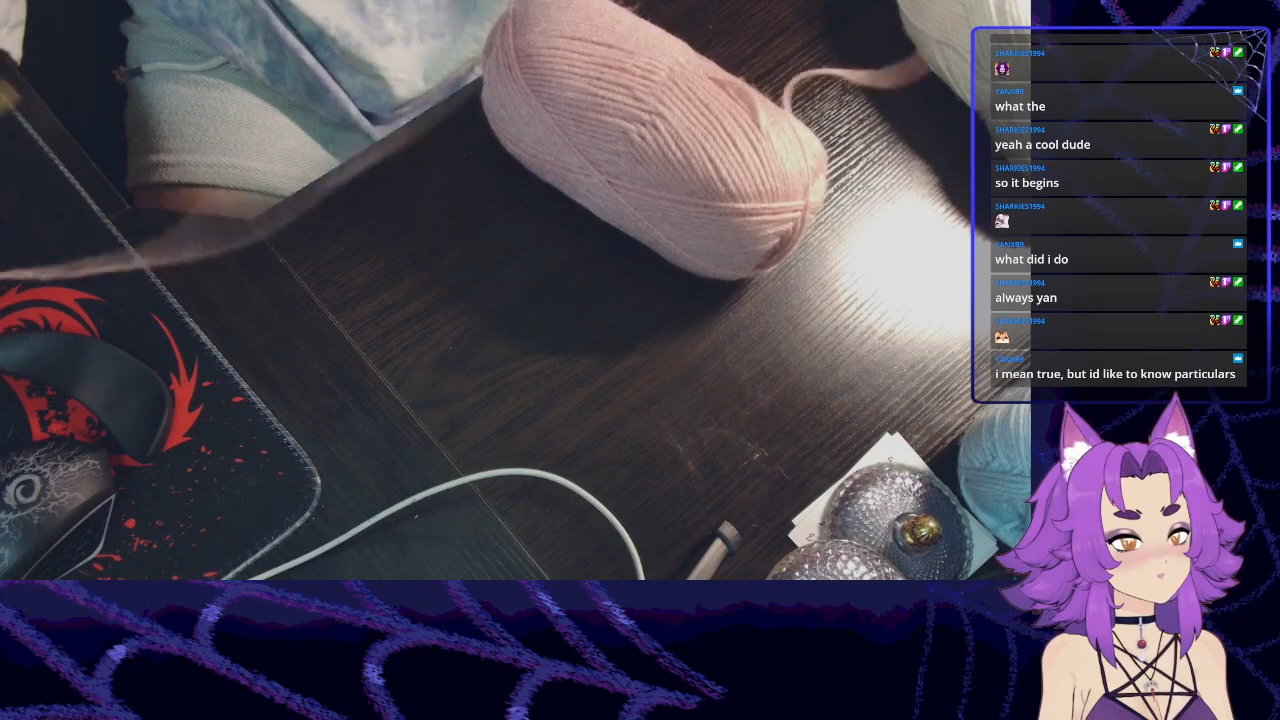 SHARKIES1994
YANXBR
what the
SHARKIES1994
yeah a cool dude
SHARKIES1994
so it begins
SHARKIES1994
YANXBR
what did i do
SHARKIES1994
always yan
SHARKIES1994
YANXBR
i mean true, but id like to know particulars